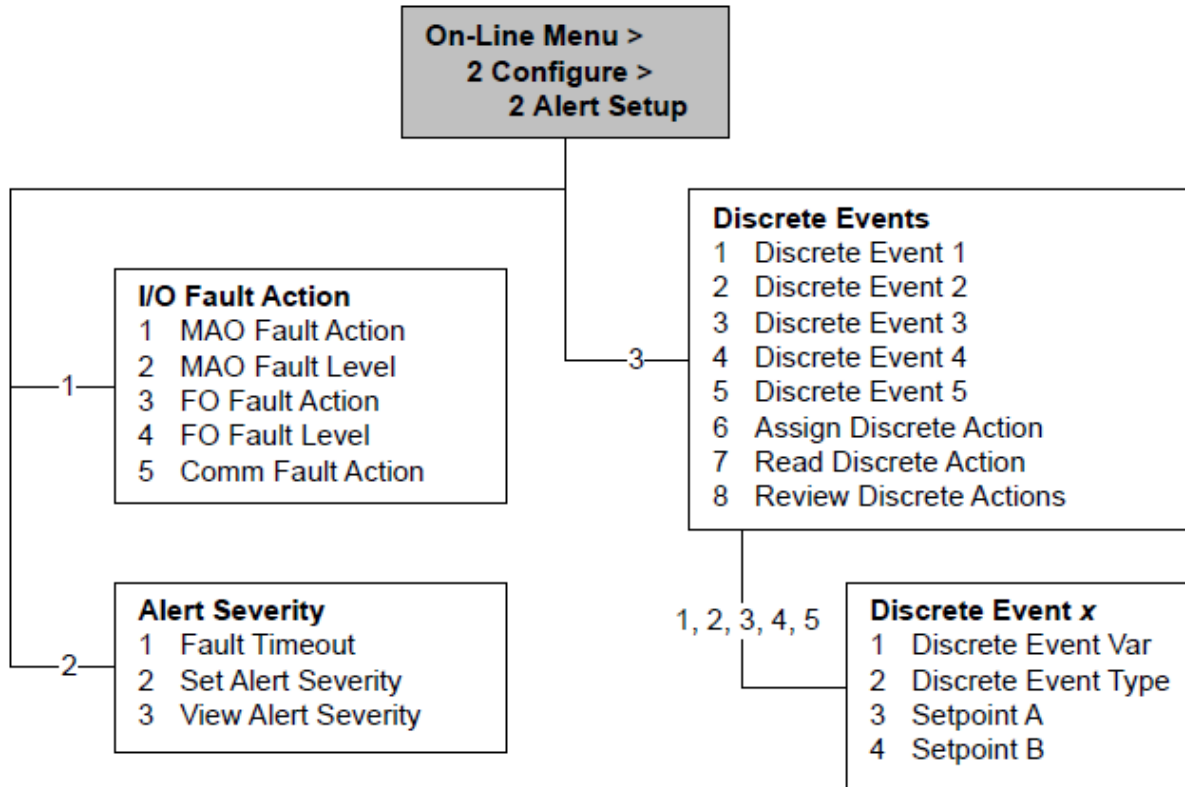 On-Line Menu >
2 Configure >
2 Alert Setup
I/O Fault Action
1 MAO Fault Action
2 MAO Fault Level
3 FO Fault Action
4 FO Fault Level
5 Comm Fault Action
1
Alert Severity
1 Fault Timeout
2 Set Alert Severity
3 View Alert Severity
2
Discrete Events
1 Discrete Event 1
2 Discrete Event 2
3 Discrete Event 3
4 Discrete Event 4
5 Discrete Event 5
6 Assign Discrete Action
7 Read Discrete Action
8 Review Discrete Actions
3
1, 2, 3, 4, 5
Discrete Event x
1 Discrete Event Var
2 Discrete Event Type
3 Setpoint A
4 Setpoint B